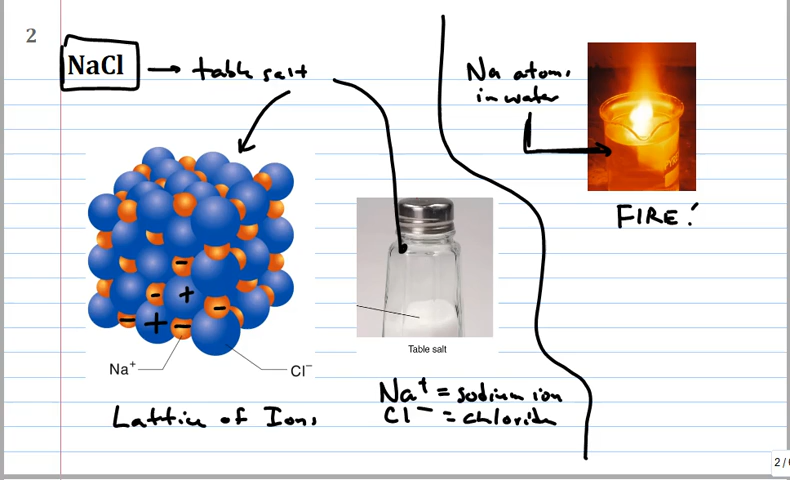 2
NaCl → table salt
Na atoms
in water
FIRE!
- + -
- + - -
Na⁺
Cl⁻
Table salt
Lattice of Ions
Na⁺ = sodium ion
Cl⁻ = chloride
2/